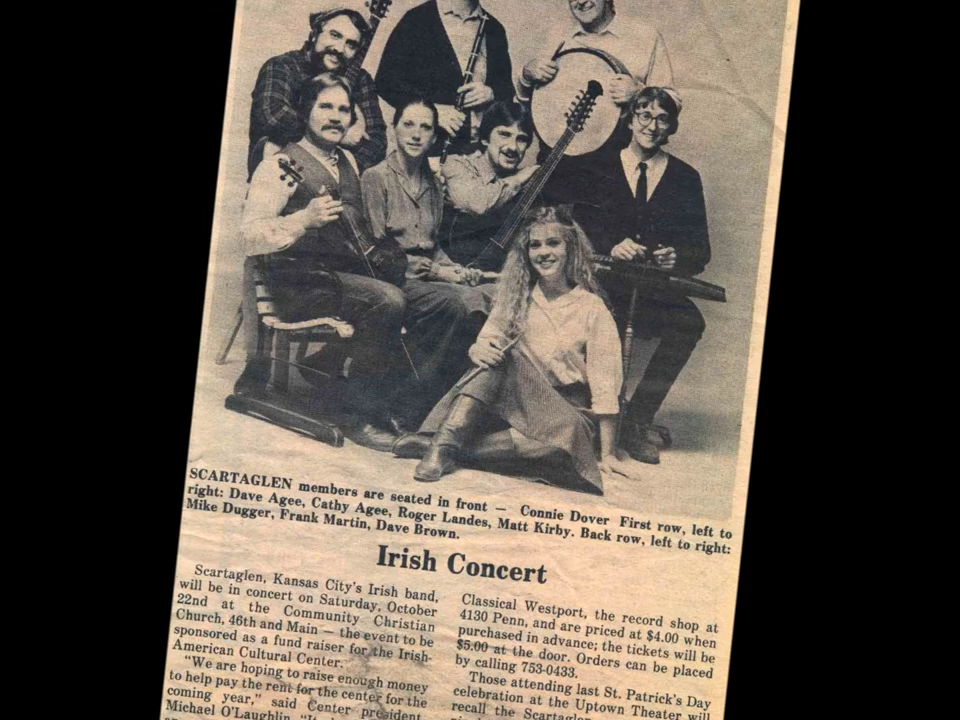 SCARTAGLEN members are seated in front — Connie Dover First row, left to
right: Dave Agee, Cathy Agee, Roger Landes, Matt Kirby. Back row, left to right:
Mike Dugger, Frank Martin, Dave Brown.
Irish Concert
Scartaglen, Kansas City's Irish band,
will be in concert on Saturday, October
22nd at the Community Christian
Church, 46th and Main — the event to be
sponsored as a fund raiser for the Irish-
American Cultural Center.
"We are hoping to raise enough money
to help pay the rent for the center for the
coming year," said Center president
Michael O'Laughlin.
Classical Westport, the record shop at
4130 Penn, and are priced at $4.00 when
purchased in advance; the tickets will be
$5.00 at the door. Orders can be placed
by calling 753-0433.
Those attending last St. Patrick's Day
celebration at the Uptown Theater will
recall the Scartaglen